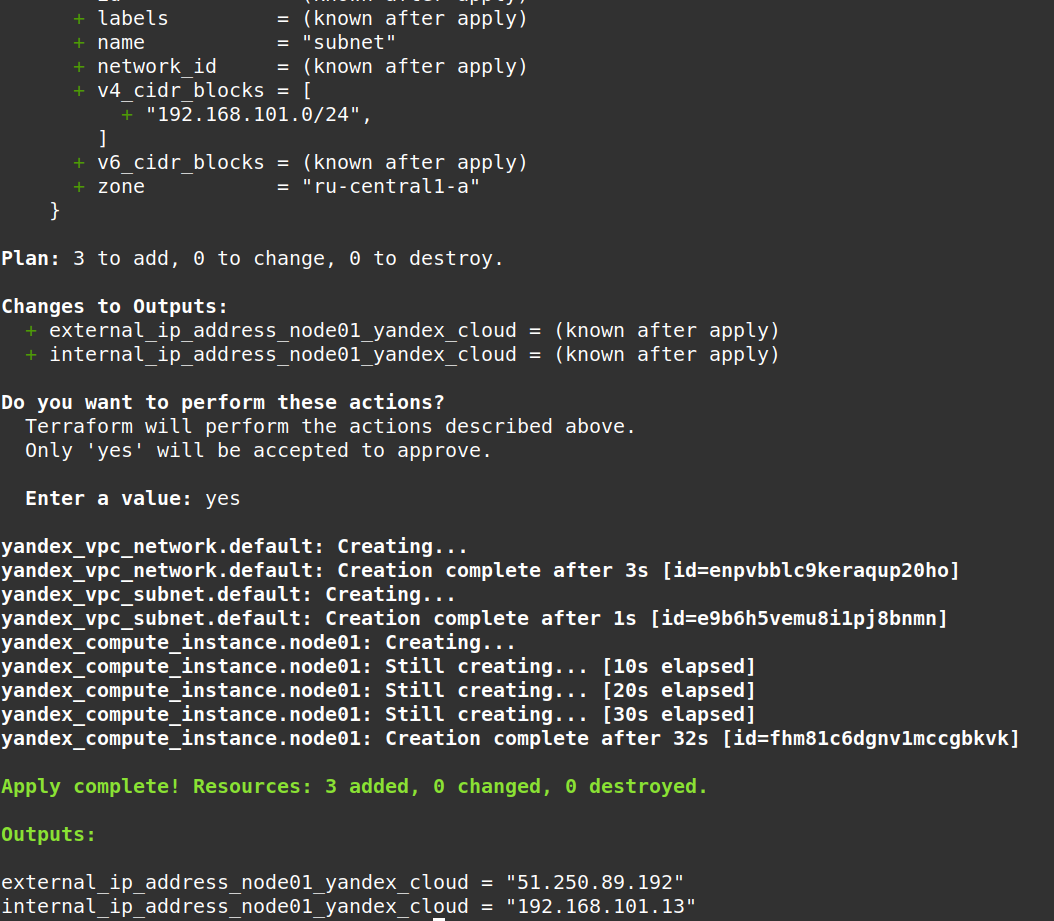 + labels = (known after apply)
+ name = "subnet"
+ network_id = (known after apply)
+ v4_cidr_blocks = [
+ "192.168.101.0/24",
]
+ v6_cidr_blocks = (known after apply)
+ zone = "ru-central1-a"
}
Plan: 3 to add, 0 to change, 0 to destroy.
Changes to Outputs:
+ external_ip_address_node01_yandex_cloud = (known after apply)
+ internal_ip_address_node01_yandex_cloud = (known after apply)
Do you want to perform these actions?
Terraform will perform the actions described above.
Only 'yes' will be accepted to approve.
Enter a value: yes
yandex_vpc_network.default: Creating...
yandex_vpc_network.default: Creation complete after 3s [id=enpvbblc9keraqup20ho]
yandex_vpc_subnet.default: Creating...
yandex_vpc_subnet.default: Creation complete after 1s [id=e9b6h5vemu8i1pj8bnmn]
yandex_compute_instance.node01: Creating...
yandex_compute_instance.node01: Still creating... [10s elapsed]
yandex_compute_instance.node01: Still creating... [20s elapsed]
yandex_compute_instance.node01: Still creating... [30s elapsed]
yandex_compute_instance.node01: Creation complete after 32s [id=fhm81c6dgnv1mccgbkvk]
Apply complete! Resources: 3 added, 0 changed, 0 destroyed.
Outputs:
external_ip_address_node01_yandex_cloud = "51.250.89.192"
internal_ip_address_node01_yandex_cloud = "192.168.101.13"